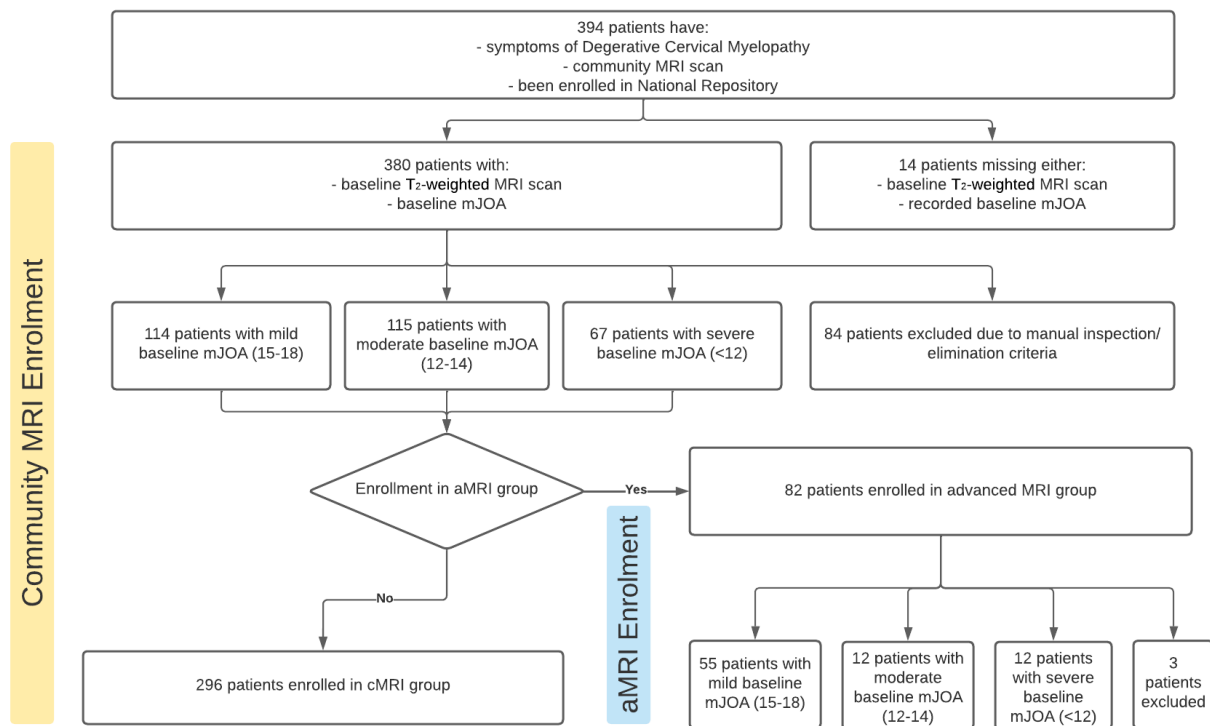 394 patients have:
- symptoms of Degerative Cervical Myelopathy
- community MRI scan
- been enrolled in National Repository
Community MRI Enrolment
380 patients with:
- baseline T₂-weighted MRI scan
- baseline mJOA
14 patients missing either:
- baseline T₂-weighted MRI scan
- recorded baseline mJOA
114 patients with mild
baseline mJOA (15-18)
115 patients with
moderate baseline mJOA
(12-14)
67 patients with severe
baseline mJOA (<12)
84 patients excluded due to manual inspection/
elimination criteria
Enrollment in aMRI group
Yes
82 patients enrolled in advanced MRI group
aMRI Enrolment
No
296 patients enrolled in cMRI group
55 patients with
mild baseline
mJOA (15-18)
12 patients with
moderate
baseline mJOA
(12-14)
12 patients
with severe
baseline
mJOA (<12)
3
patients
excluded